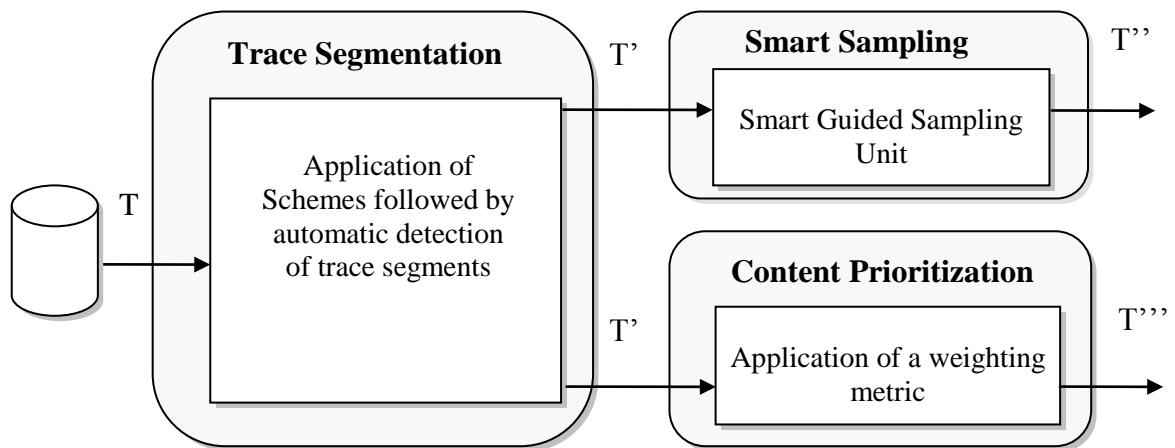 T
Trace Segmentation
Application of
Schemes followed by
automatic detection
of trace segments
T’
Smart Sampling
Smart Guided Sampling
Unit
T’’
T’
Content Prioritization
Application of a weighting
metric
T’’’